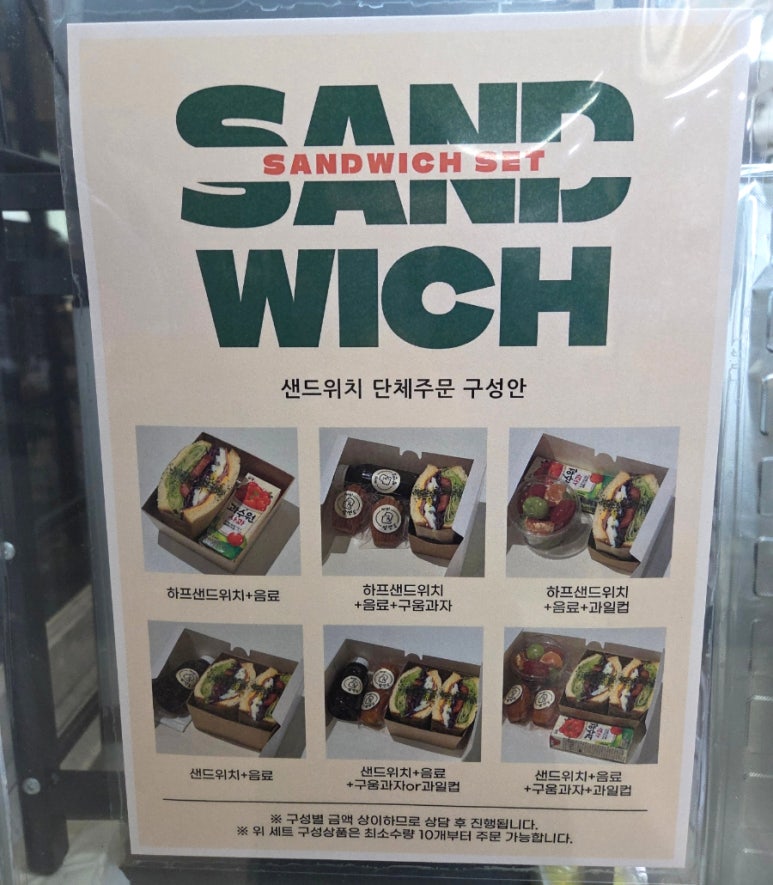 SAND
SANDWICH SET
WICH
샌드위치 단체주문 구성안
하프샌드위치+음료
하프샌드위치
+음료+구움과자
하프샌드위치
+음료+과일컵
샌드위치+음료
샌드위치+음료
+구움과자or과일컵
샌드위치+음료
+구움과자+과일컵
※ 구성별 금액 상이하므로 상담 후 진행됩니다.
※ 위 세트 구성상품은 최소수량 10개부터 주문 가능합니다.